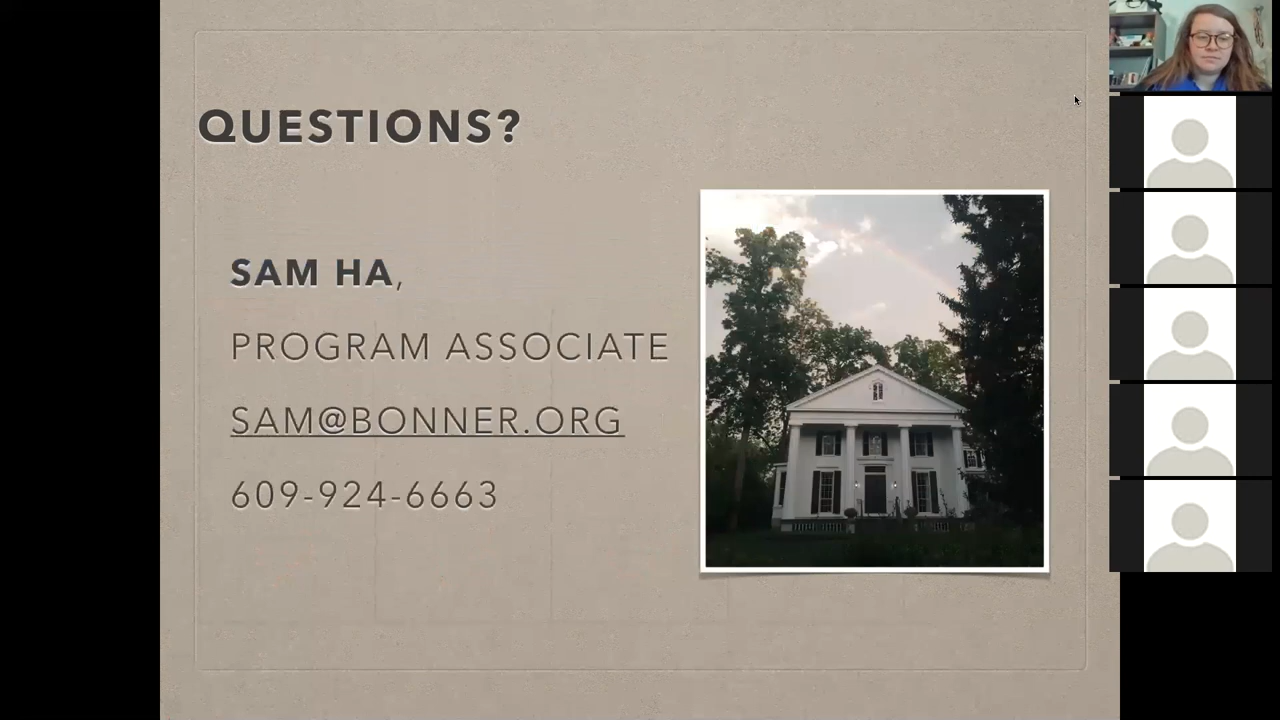 QUESTIONS?
SAM HA,
PROGRAM ASSOCIATE
SAM@BONNER.ORG
609-924-6663